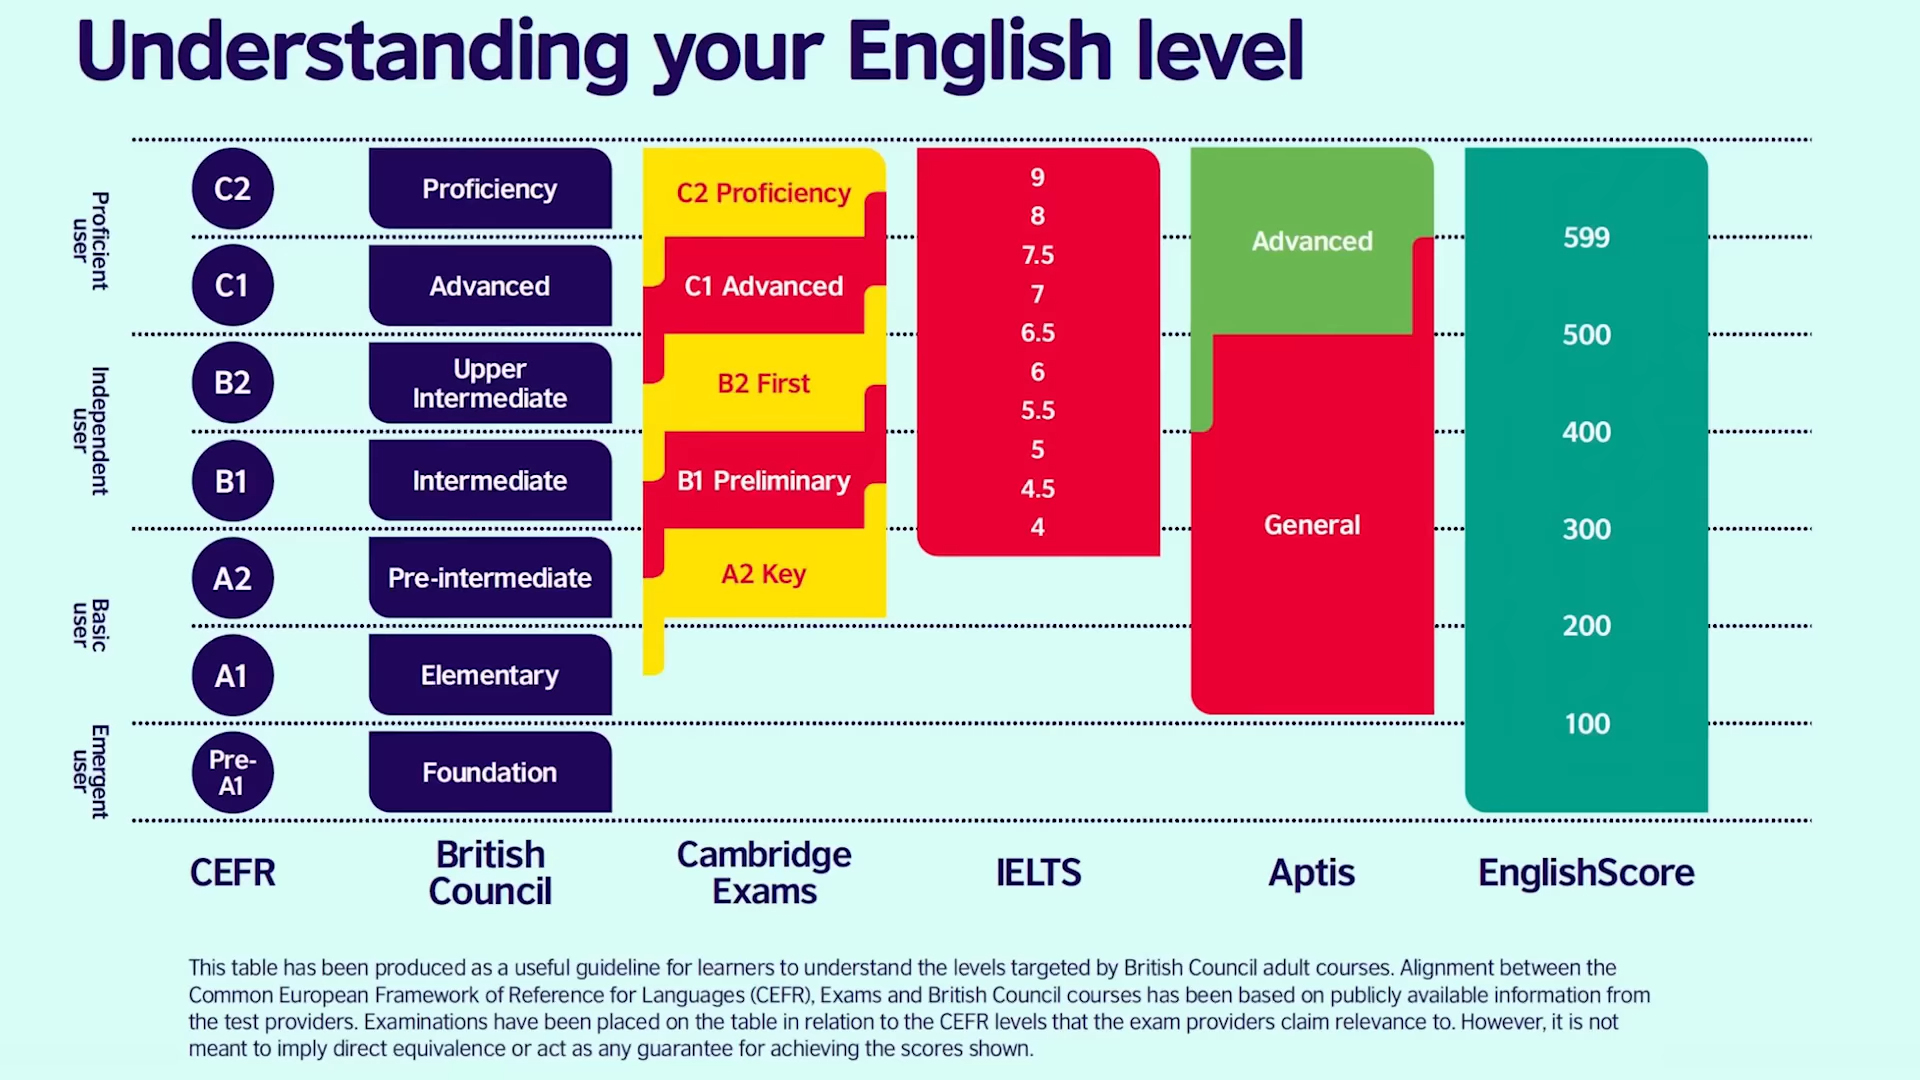 Understanding your English level
Proficient
user
Independent
user
Basic
user
Emergent
user
C2
C1
B2
B1
A2
A1
Pre-
A1
Proficiency
Advanced
Upper
Intermediate
Intermediate
Pre-intermediate
Elementary
Foundation
C2 Proficiency
C1 Advanced
B2 First
B1 Preliminary
A2 Key
9
8
7.5
7
6.5
6
5.5
5
4.5
4
Advanced
General
599
500
400
300
200
100
CEFR
British
Council
Cambridge
Exams
IELTS
Aptis
EnglishScore
This table has been produced as a useful guideline for learners to understand the levels targeted by British Council adult courses. Alignment between the
Common European Framework of Reference for Languages (CEFR), Exams and British Council courses has been based on publicly available information from
the test providers. Examinations have been placed on the table in relation to the CEFR levels that the exam providers claim relevance to. However, it is not
meant to imply direct equivalence or act as any guarantee for achieving the scores shown.